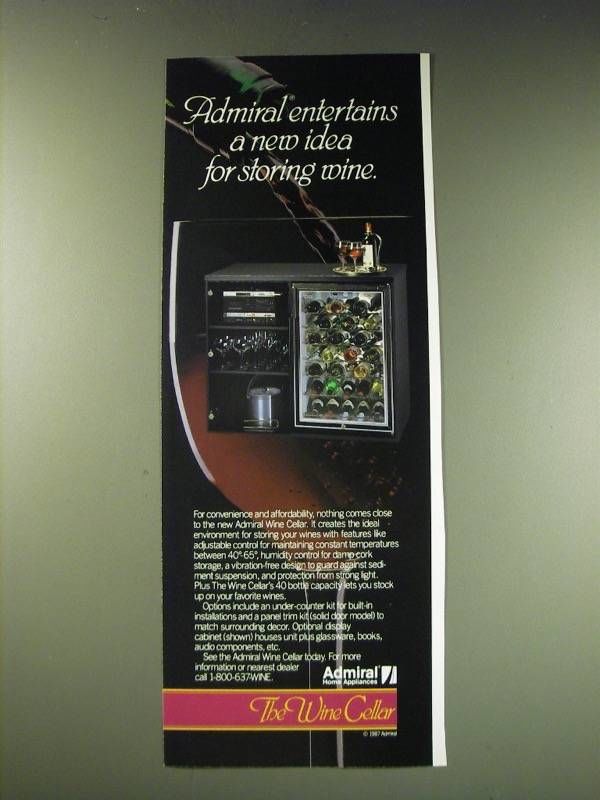 Admiral® entertains
a new idea
for storing wine.
For convenience and affordability, nothing comes close
to the new Admiral Wine Cellar. It creates the ideal
environment for storing your wines with features like
adjustable control for maintaining constant temperatures
between 40°-65°, humidity control for damp-cork
storage, a vibration-free design to guard against sedi-
ment suspension, and protection from strong light.
Plus The Wine Cellar's 40 bottle capacity lets you stock
up on your favorite wines.
Options include an under-counter kit for built-in
installations and a panel trim kit (solid door model) to
match surrounding decor. Optional display
cabinet (shown) houses unit plus glassware, books,
audio components, etc.
See the Admiral Wine Cellar today. For more
information or nearest dealer
call 1-800-637-WINE.
Admiral®
Home Appliances
The Wine Cellar
© 1987 Admiral